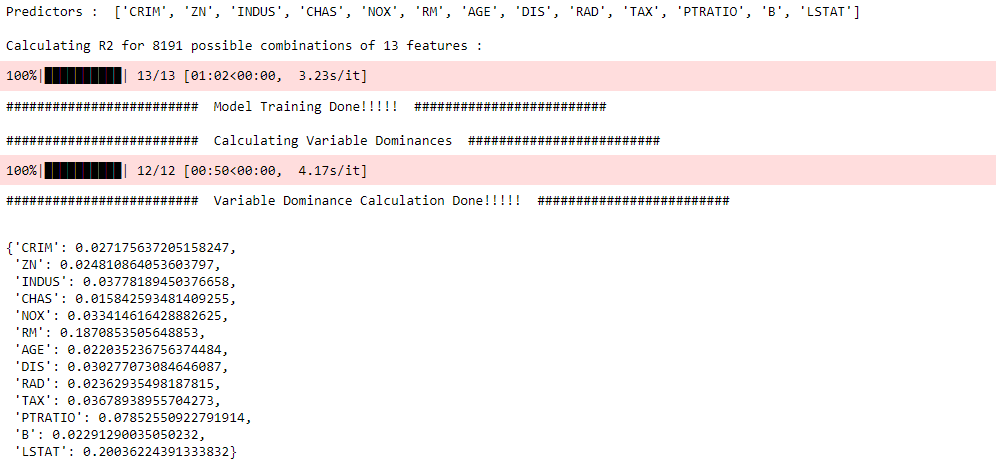 Predictors :  ['CRIM', 'ZN', 'INDUS', 'CHAS', 'NOX', 'RM', 'AGE', 'DIS', 'RAD', 'TAX', 'PTRATIO', 'B', 'LSTAT']
Calculating R2 for 8191 possible combinations of 13 features :
100%|██████████| 13/13 [01:02<00:00,  3.23s/it]
#########################  Model Training Done!!!!!  #########################
#########################  Calculating Variable Dominances  #########################
100%|██████████| 12/12 [00:50<00:00,  4.17s/it]
#########################  Variable Dominance Calculation Done!!!!!  #########################
{'CRIM': 0.027175637205158247,
'ZN': 0.024810864053603797,
'INDUS': 0.03778189450376658,
'CHAS': 0.015842593481409255,
'NOX': 0.033414616428882625,
'RM': 0.1870853505648853,
'AGE': 0.022035236756374484,
'DIS': 0.030277073084646087,
'RAD': 0.02362935498187815,
'TAX': 0.03678938955704273,
'PTRATIO': 0.07852550922791914,
'B': 0.02291290035050232,
'LSTAT': 0.20036224391333832}